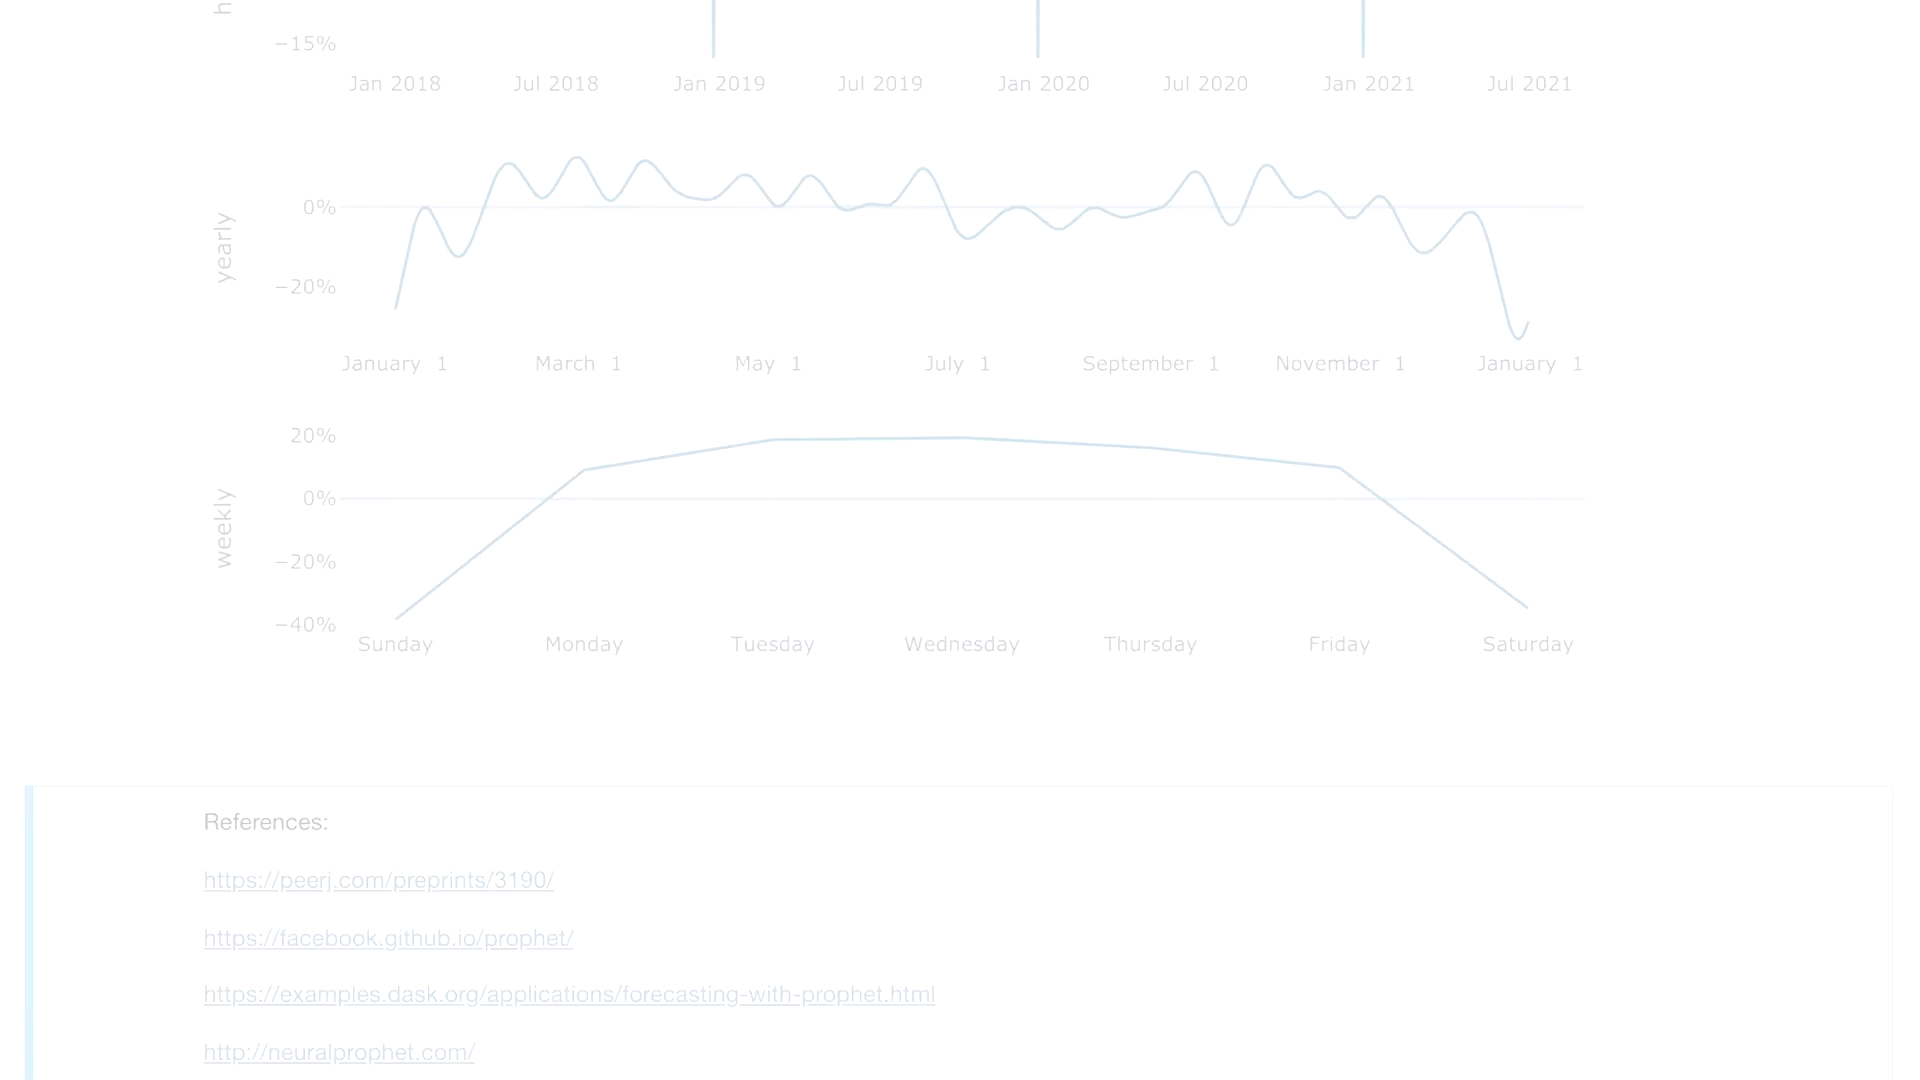 h
−15%
Jan 2018 Jul 2018 Jan 2019 Jul 2019 Jan 2020 Jul 2020 Jan 2021 Jul 2021
yearly
0%
−20%
January 1 March 1 May 1 July 1 September 1 November 1 January 1
weekly
20%
0%
−20%
−40%
Sunday Monday Tuesday Wednesday Thursday Friday Saturday
References:
https://peerj.com/preprints/3190/
https://facebook.github.io/prophet/
https://examples.dask.org/applications/forecasting-with-prophet.html
http://neuralprophet.com/